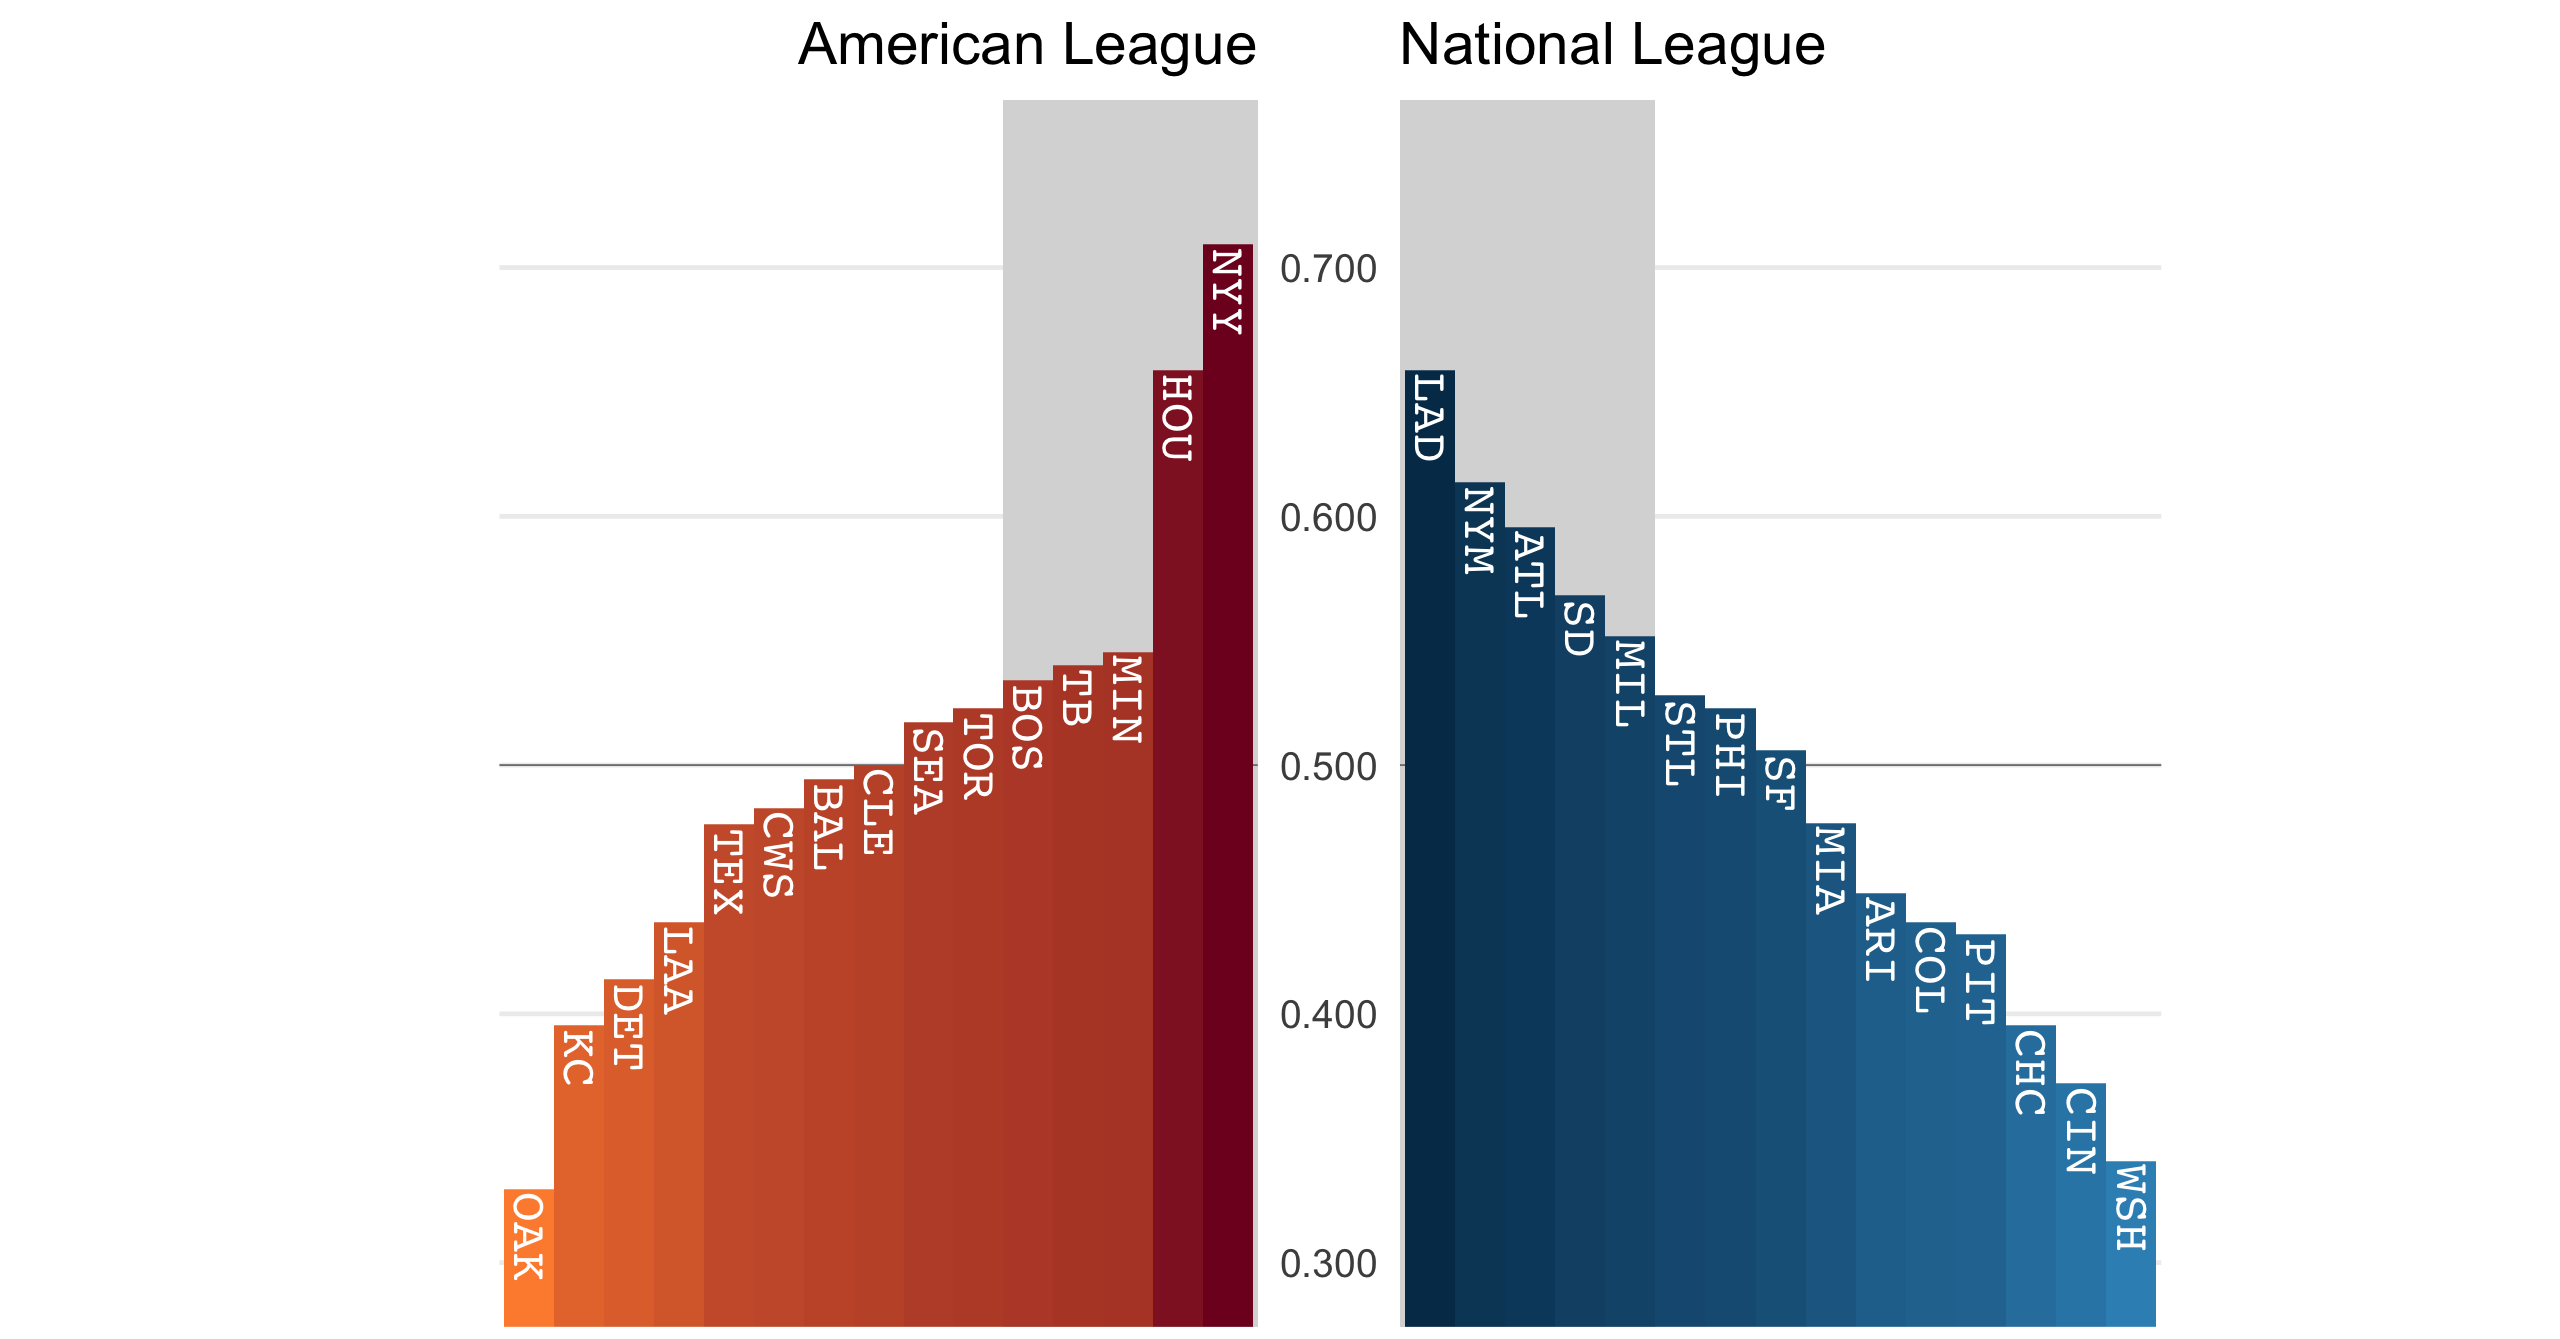 American League
National League
0.700
0.600
0.500
0.400
0.300
OAK
KC
DET
LAA
TEX
CWS
BAL
CLE
SEA
TOR
BOS
TB
MIN
HOU
NYY
LAD
NYM
ATL
SD
MIL
STL
PHI
SF
MIA
ARI
COL
PIT
CHC
CIN
WSH